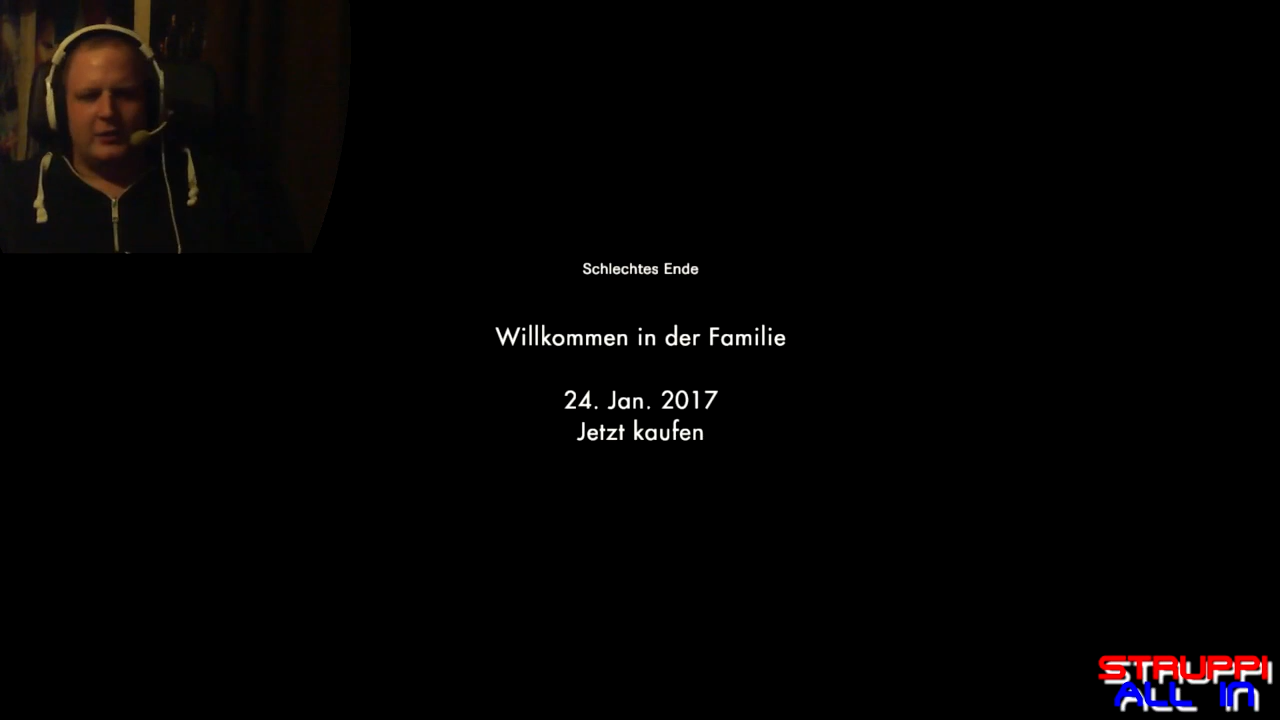 Schlechtes Ende
Willkommen in der Familie
24. Jan. 2017
Jetzt kaufen
STRUPPI
ALL IN